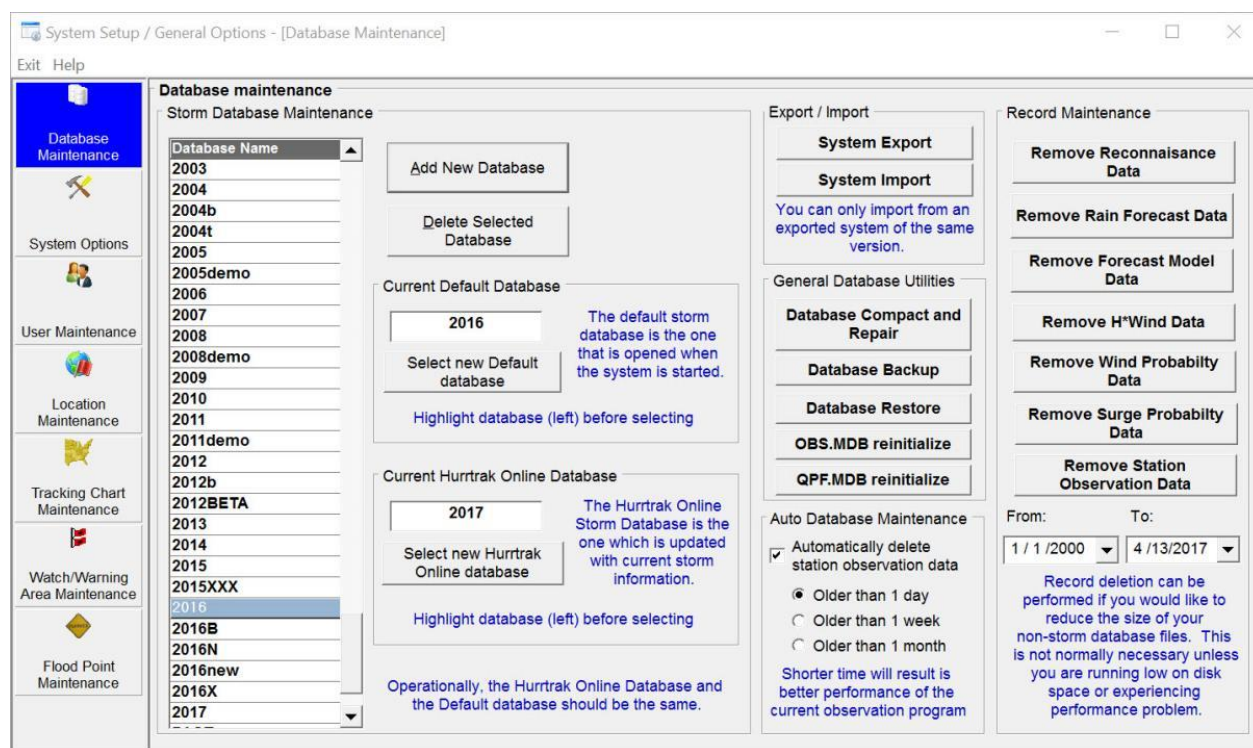 System Setup / General Options - [Database Maintenance]
Exit Help
Database
Maintenance
System Options
User Maintenance
Location
Maintenance
Tracking Chart
Maintenance
Watch/Warning
Area Maintenance
Flood Point
Maintenance
Database maintenance
Storm Database Maintenance
Database Name
2003
2004
2004b
2004t
2005
2005demo
2006
2007
2008
2008demo
2009
2010
2011
2011demo
2012
2012b
2012BETA
2013
2014
2015
2015XXX
2016
2016B
2016N
2016new
2016X
2017
Add New Database
Delete Selected
Database
Current Default Database
2016
Select new Default
database
The default storm
database is the one
that is opened when
the system is started.
Highlight database (left) before selecting
Current Hurrtrak Online Database
2017
Select new Hurrtrak
Online database
The Hurrtrak Online
Storm Database is the
one which is updated
with current storm
information.
Highlight database (left) before selecting
Operationally, the Hurrtrak Online Database and
the Default database should be the same.
Export / Import
System Export
System Import
You can only import from an
exported system of the same
version.
General Database Utilities
Database Compact and
Repair
Database Backup
Database Restore
OBS.MDB reinitialize
QPF.MDB reinitialize
Auto Database Maintenance
Automatically delete
station observation data
Older than 1 day
Older than 1 week
Older than 1 month
Shorter time will result is
better performance of the
current observation program
Record Maintenance
Remove Reconnaisance
Data
Remove Rain Forecast Data
Remove Forecast Model
Data
Remove H*Wind Data
Remove Wind Probabilty
Data
Remove Surge Probabilty
Data
Remove Station
Observation Data
From: To:
1 / 1 /2000 4 /13/2017
Record deletion can be
performed if you would like to
reduce the size of your
non-storm database files. This
is not normally necessary unless
you are running low on disk
space or experiencing
performance problem.